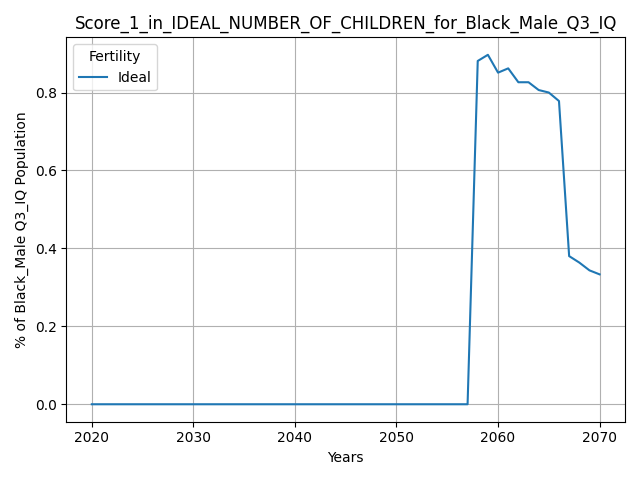 Score_1_in_IDEAL_NUMBER_OF_CHILDREN_for_Black_Male_Q3_IQ
Fertility
Ideal
% of Black_Male Q3_IQ Population
0.8
0.6
0.4
0.2
0.0
2020 2030 2040 2050 2060 2070
Years